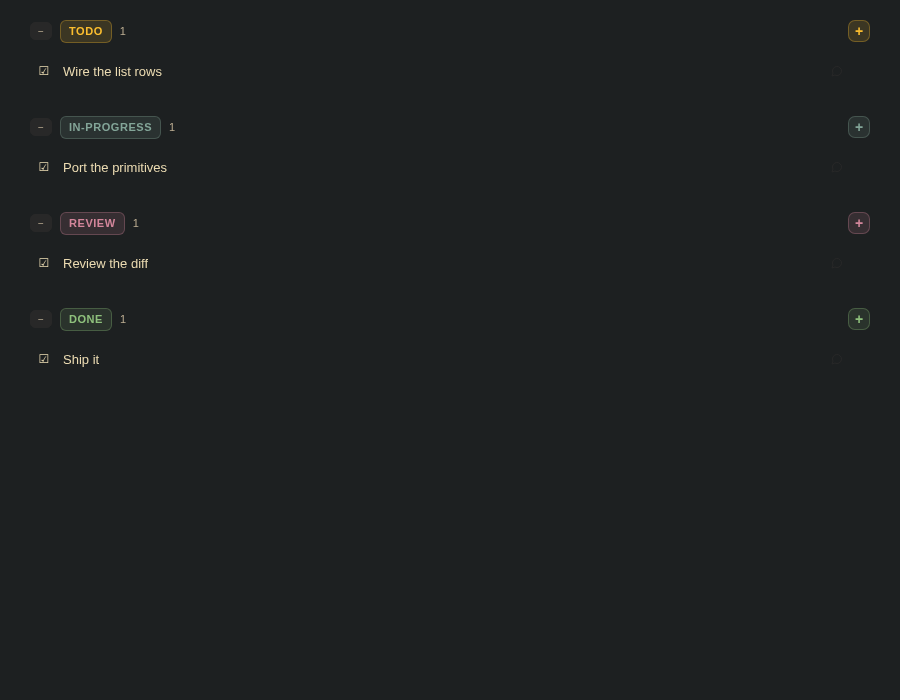 − TODO 1 +
☑ Wire the list rows
− IN-PROGRESS 1 +
☑ Port the primitives
− REVIEW 1 +
☑ Review the diff
− DONE 1 +
☑ Ship it